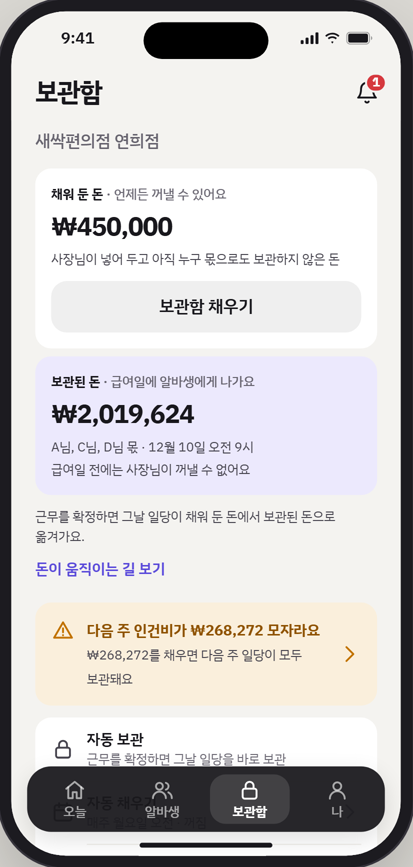 9:41
보관함
1
새싹편의점 연희점
채워 둔 돈 · 언제든 꺼낼 수 있어요
₩450,000
사장님이 넣어 두고 아직 누구 몫으로도 보관하지 않은 돈
보관함 채우기
보관된 돈 · 급여일에 알바생에게 나가요
₩2,019,624
A님, C님, D님 몫 · 12월 10일 오전 9시
급여일 전에는 사장님이 꺼낼 수 없어요
근무를 확정하면 그날 일당이 채워 둔 돈에서 보관된 돈으로
옮겨가요.
돈이 움직이는 길 보기
다음 주 인건비가 ₩268,272 모자라요
₩268,272를 채우면 다음 주 일당이 모두
보관돼요
자동 보관
근무를 확정하면 그날 일당을 바로 보관
자동 채우기
오늘
알바생
보관함
나